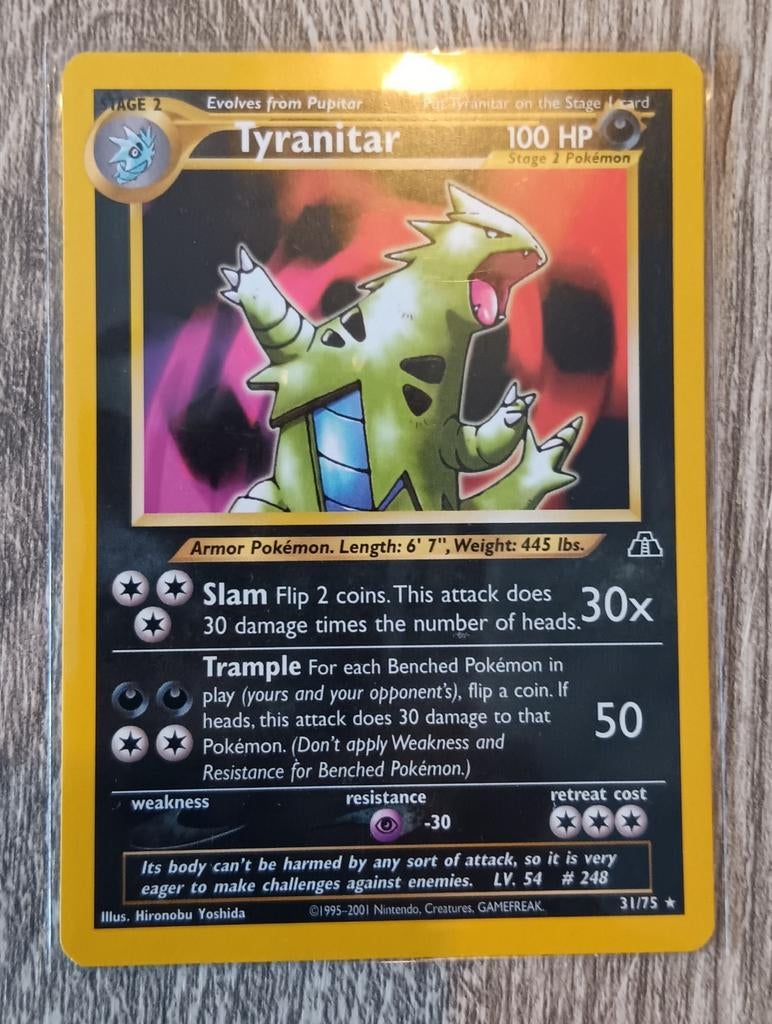 STAGE 2 Evolves from Pupitar Put Tyranitar on the Stage 1 card
Tyranitar 100 HP
Stage 2 Pokémon
Armor Pokémon. Length: 6' 7", Weight: 445 lbs.
Slam Flip 2 coins. This attack does
30 damage times the number of heads. 30x
Trample For each Benched Pokémon in
play (yours and your opponent's), flip a coin. If
heads, this attack does 30 damage to that
Pokémon. (Don't apply Weakness and
Resistance for Benched Pokémon.)
50
weakness resistance retreat cost
-30
Its body can't be harmed by any sort of attack, so it is very
eager to make challenges against enemies. LV. 54 # 248
Illus. Hironobu Yoshida ©1995-2001 Nintendo, Creatures, GAMEFREAK. 31/75 ★